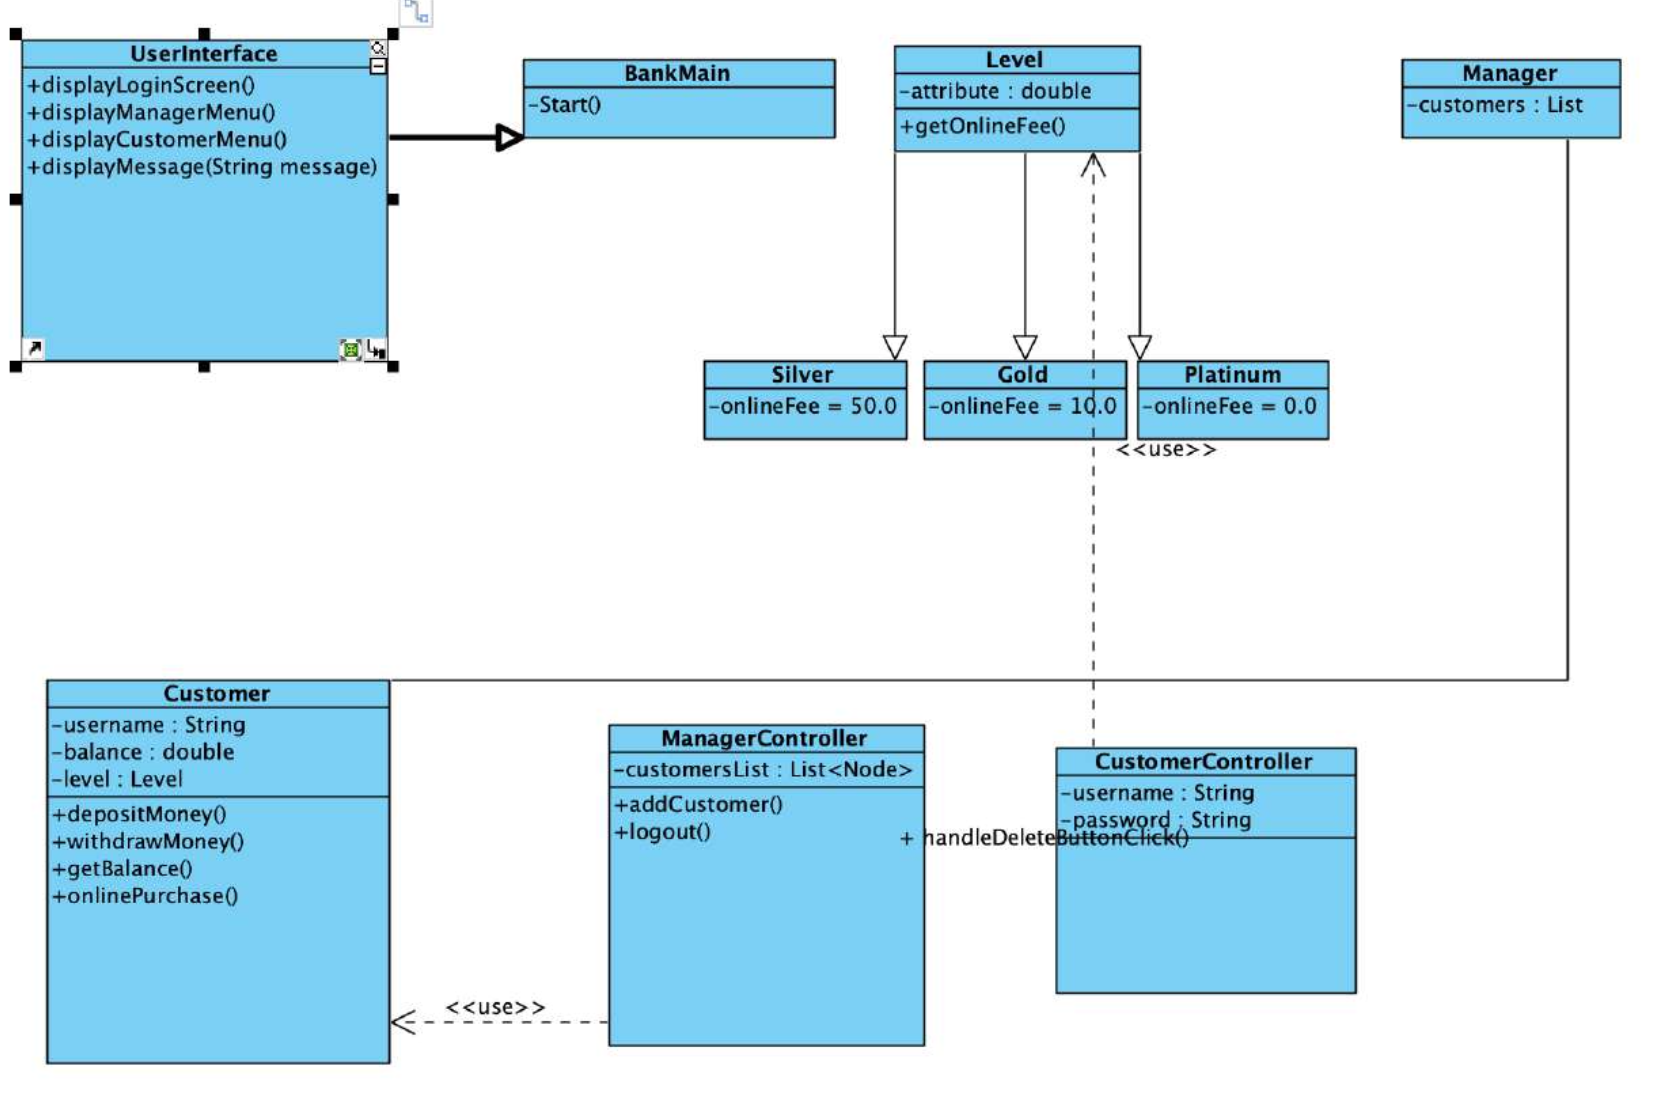 UserInterface
+displayLoginScreen()
+displayManagerMenu()
+displayCustomerMenu()
+displayMessage(String message)
BankMain
-Start()
Level
-attribute : double
+getOnlineFee()
Manager
-customers : List
Silver
-onlineFee = 50.0
Gold
-onlineFee = 10.0
Platinum
-onlineFee = 0.0
<<use>>
Customer
-username : String
-balance : double
-level : Level
+depositMoney()
+withdrawMoney()
+getBalance()
+onlinePurchase()
<<use>>
ManagerController
-customersList : List<Node>
+addCustomer()
+logout()
+ handleDeleteButtonClick()
CustomerController
-username : String
-password : String